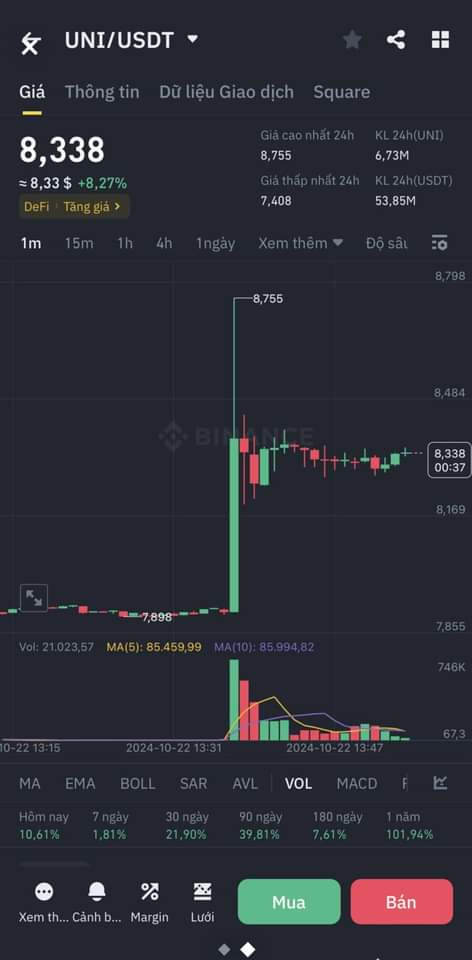 UNI/USDT
Giá Thông tin Dữ liệu Giao dịch Square
8,338
≈ 8,33 $ +8,27%
DeFi Tăng giá
Giá cao nhất 24h KL 24h(UNI)
8,755 6,73M
Giá thấp nhất 24h KL 24h(USDT)
7,408 53,85M
1m 15m 1h 4h 1ngày Xem thêm Độ sâu
8,798
8,755
8,484
BINANCE
8,338
00:37
8,169
7,898
7,855
Vol: 21.023,57 MA(5): 85.459,99 MA(10): 85.994,82
746K
67,3
10-22 13:15 2024-10-22 13:31 2024-10-22 13:47
MA EMA BOLL SAR AVL VOL MACD
Hôm nay 7 ngày 30 ngày 90 ngày 180 ngày 1 năm
10,61% 1,81% 21,90% 39,81% 7,61% 101,94%
Xem th... Cảnh b... Margin Lưới
Mua Bán